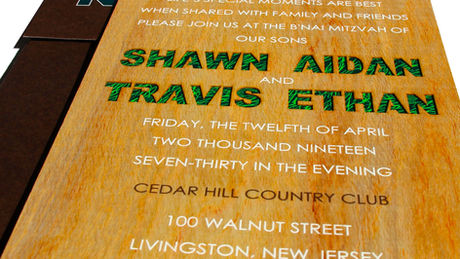 SPECIAL MOMENTS ARE BEST
WHEN SHARED WITH FAMILY AND FRIENDS
PLEASE JOIN US AT THE B'NAI MITZVAH OF
OUR SONS
SHAWN AIDAN
AND
TRAVIS ETHAN
FRIDAY, THE TWELFTH OF APRIL
TWO THOUSAND NINETEEN
SEVEN-THIRTY IN THE EVENING
CEDAR HILL COUNTRY CLUB
100 WALNUT STREET
LIVINGSTON, NEW JERSEY